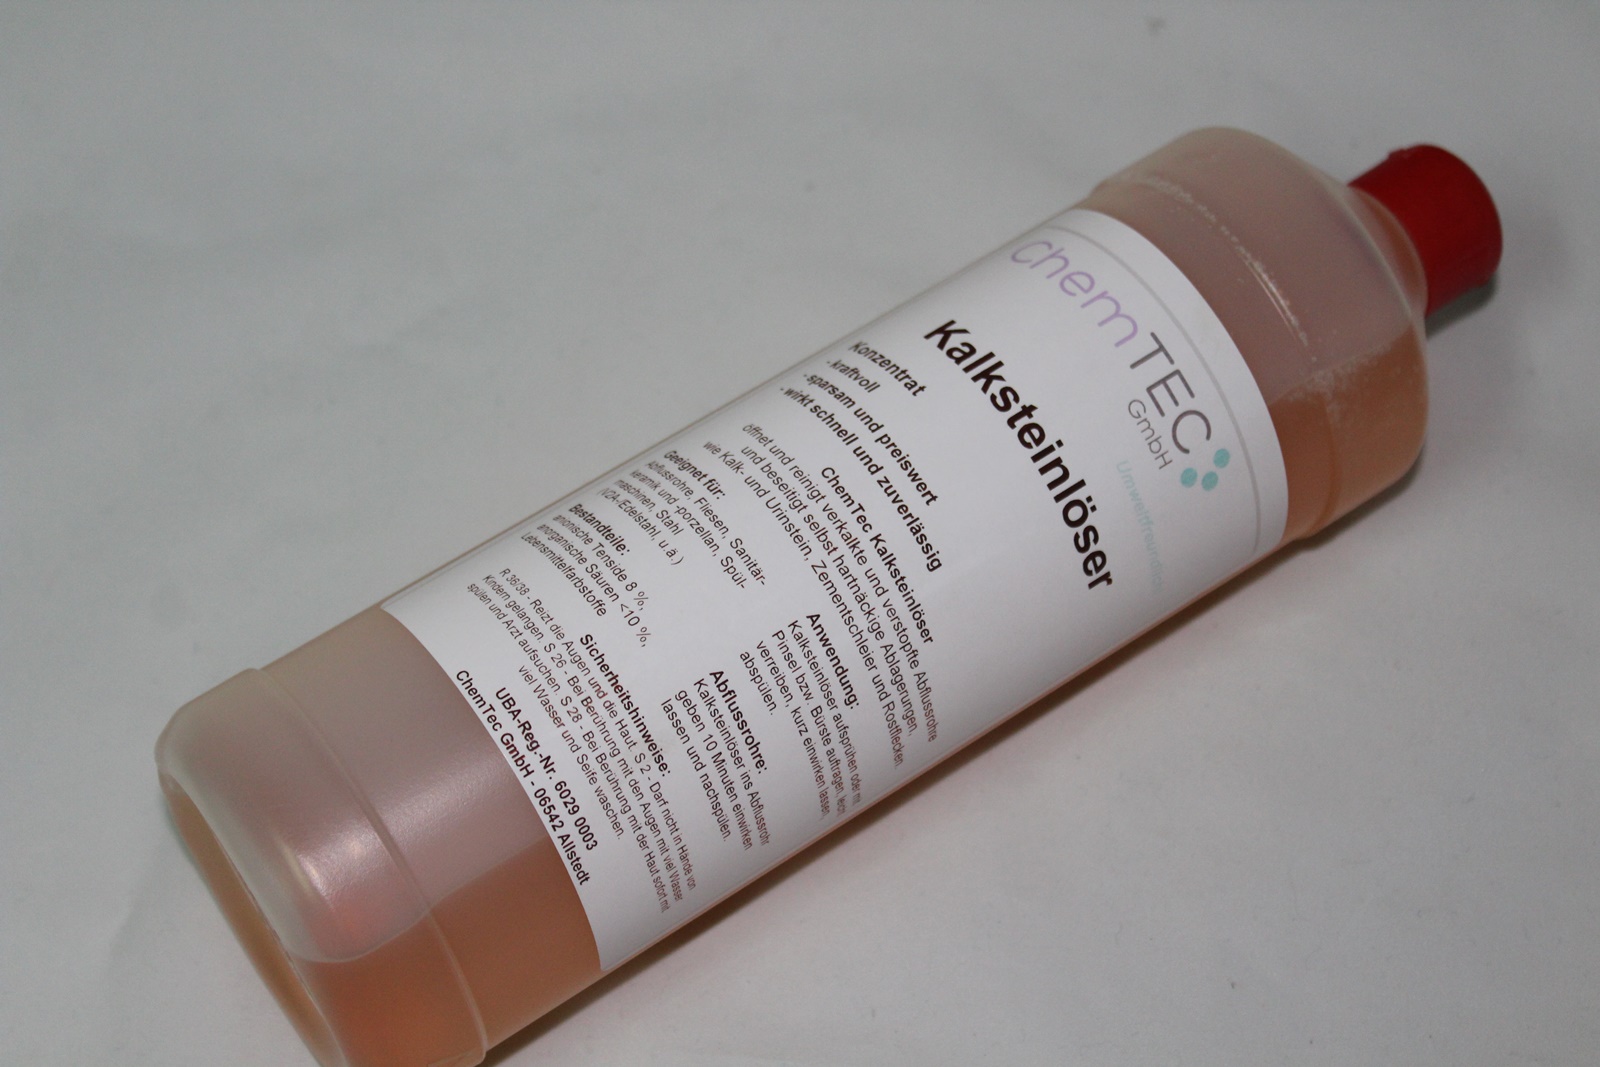 chemTEC
GmbH
Kalksteinlöser
Konzentrat
- kraftvoll
- sparsam und preiswert
- wirkt schnell und zuverlässig
ChemTec Kalksteinlöser
öffnet und reinigt verkalkte und verstopfte Abflussrohre
und beseitigt selbst hartnäckige Ablagerungen,
wie Kalk- und Urinstein, Zementschleier und Rostflecken.
Geeignet für:
Abflussrohre, Fliesen, Sanitär-
keramik und -porzellan, Spül-
maschinen, Stahl
(V2A-/Edelstahl, u.ä.)
Bestandteile:
anionische Tenside 8 %,
anorganische Säuren <10 %,
Lebensmittelfarbstoffe
Anwendung:
Kalksteinlöser aufsprühen oder mit
Pinsel bzw. Bürste auftragen, leicht
verreiben, kurz einwirken lassen,
abspülen.
Abflussrohre:
Kalksteinlöser ins Abflussrohr
geben 10 Minuten einwirken
lassen und nachspülen.
Sicherheitshinweise:
R 36/38 - Reizt die Augen und die Haut. S 2 - Darf nicht in Hände von
Kindern gelangen. S 26 - Bei Berührung mit den Augen mit viel Wasser
spülen und Arzt aufsuchen. S 28 - Bei Berührung mit der Haut sofort mit
viel Wasser und Seife waschen.
UBA-Reg.-Nr. 6029 0003
ChemTec GmbH - 06542 Allstedt